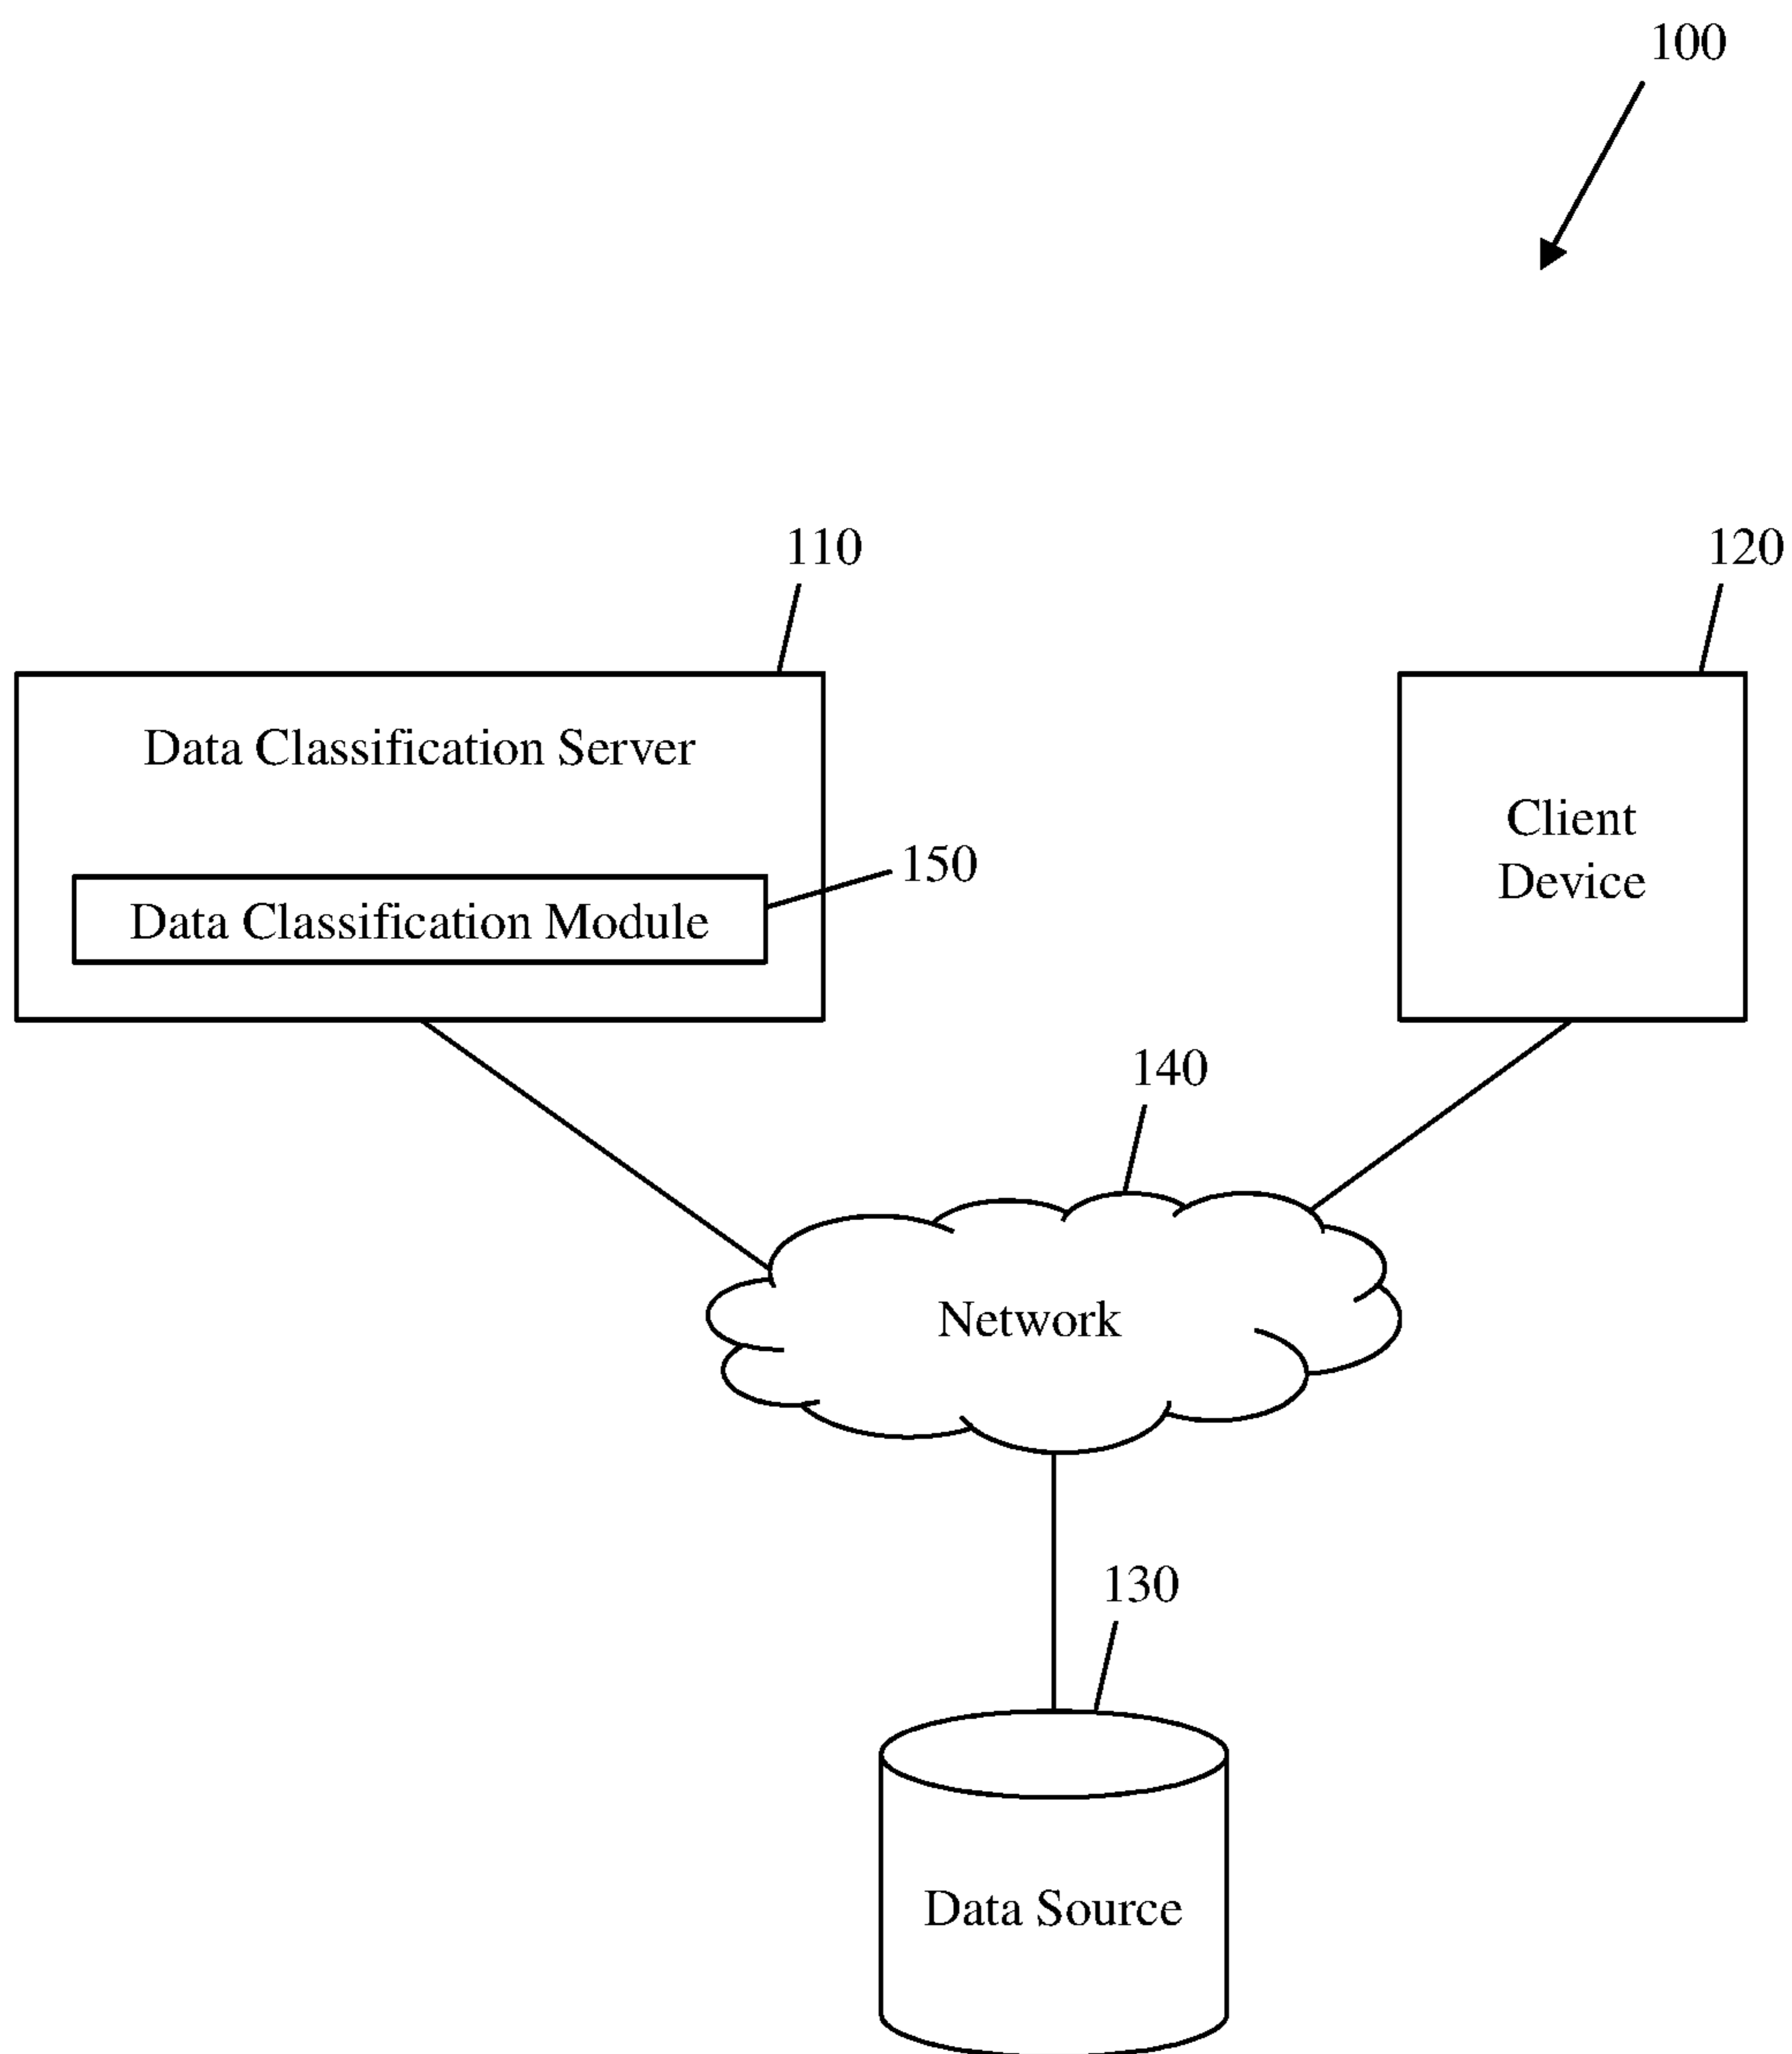 100
110
120
Data Classification Server
Client
Device
150
Data Classification Module
140
Network
130
Data Source